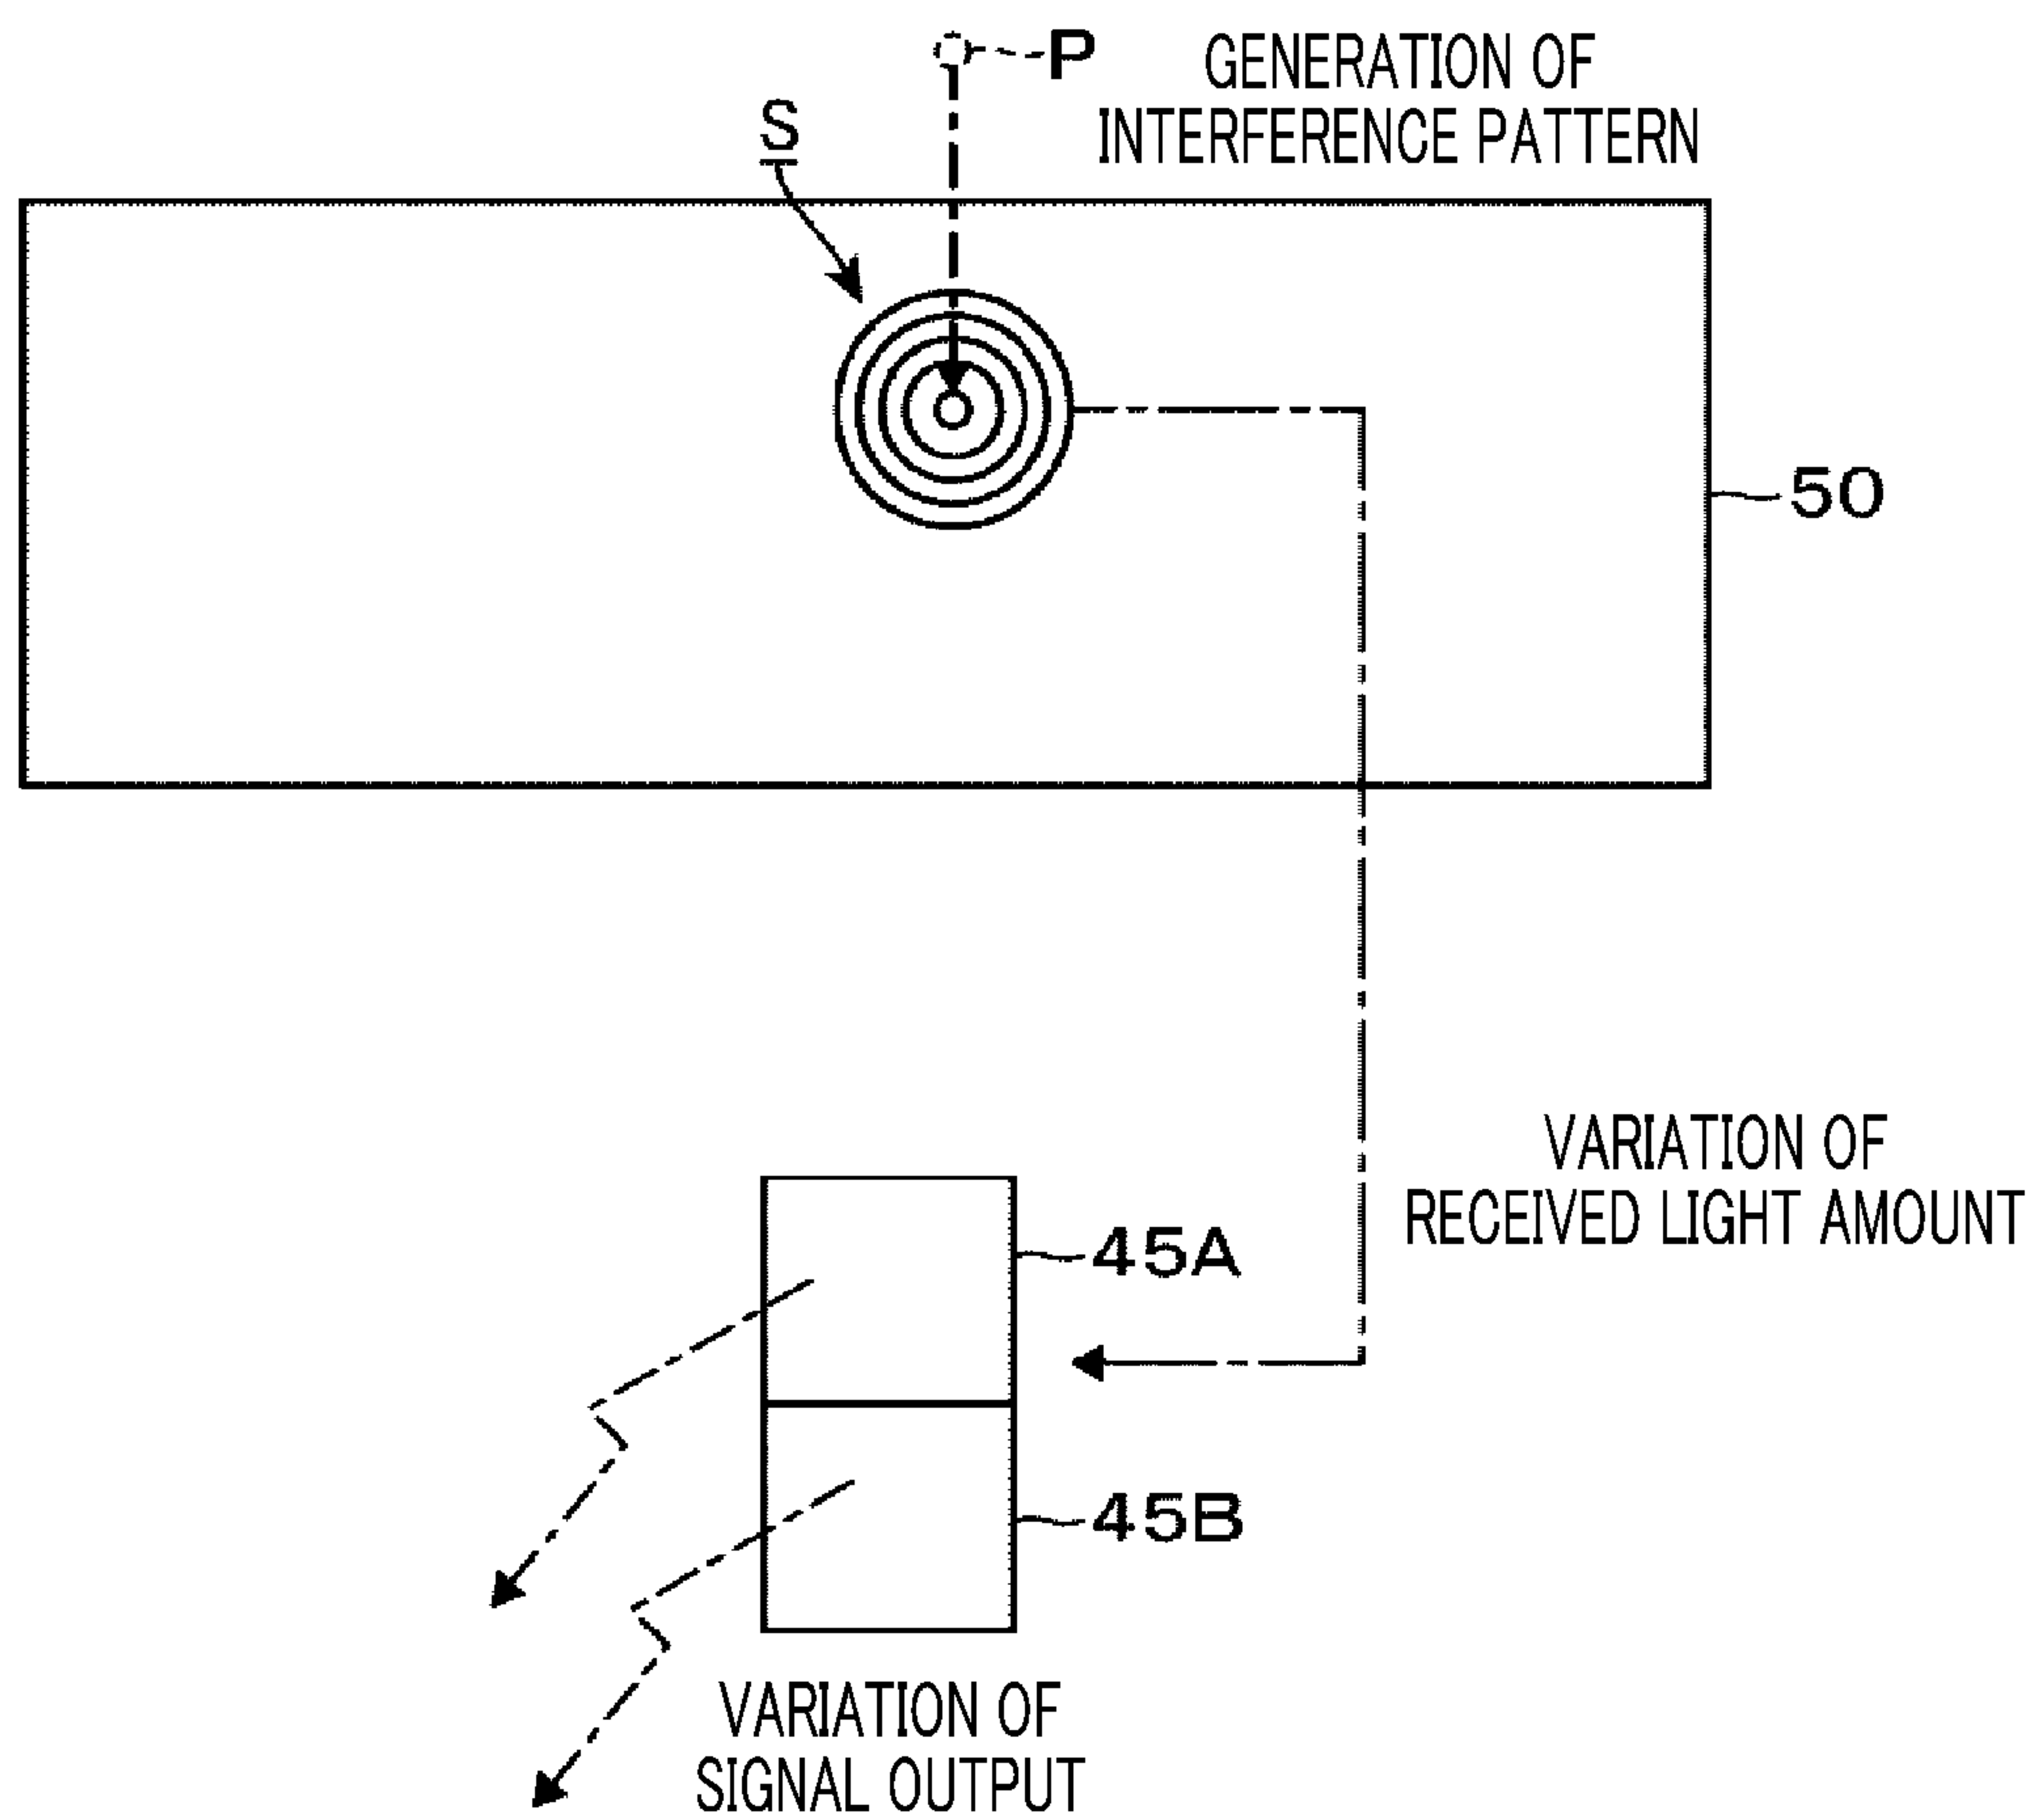 P
GENERATION OF
INTERFERENCE PATTERN
S
50
VARIATION OF
RECEIVED LIGHT AMOUNT
45A
45B
VARIATION OF
SIGNAL OUTPUT